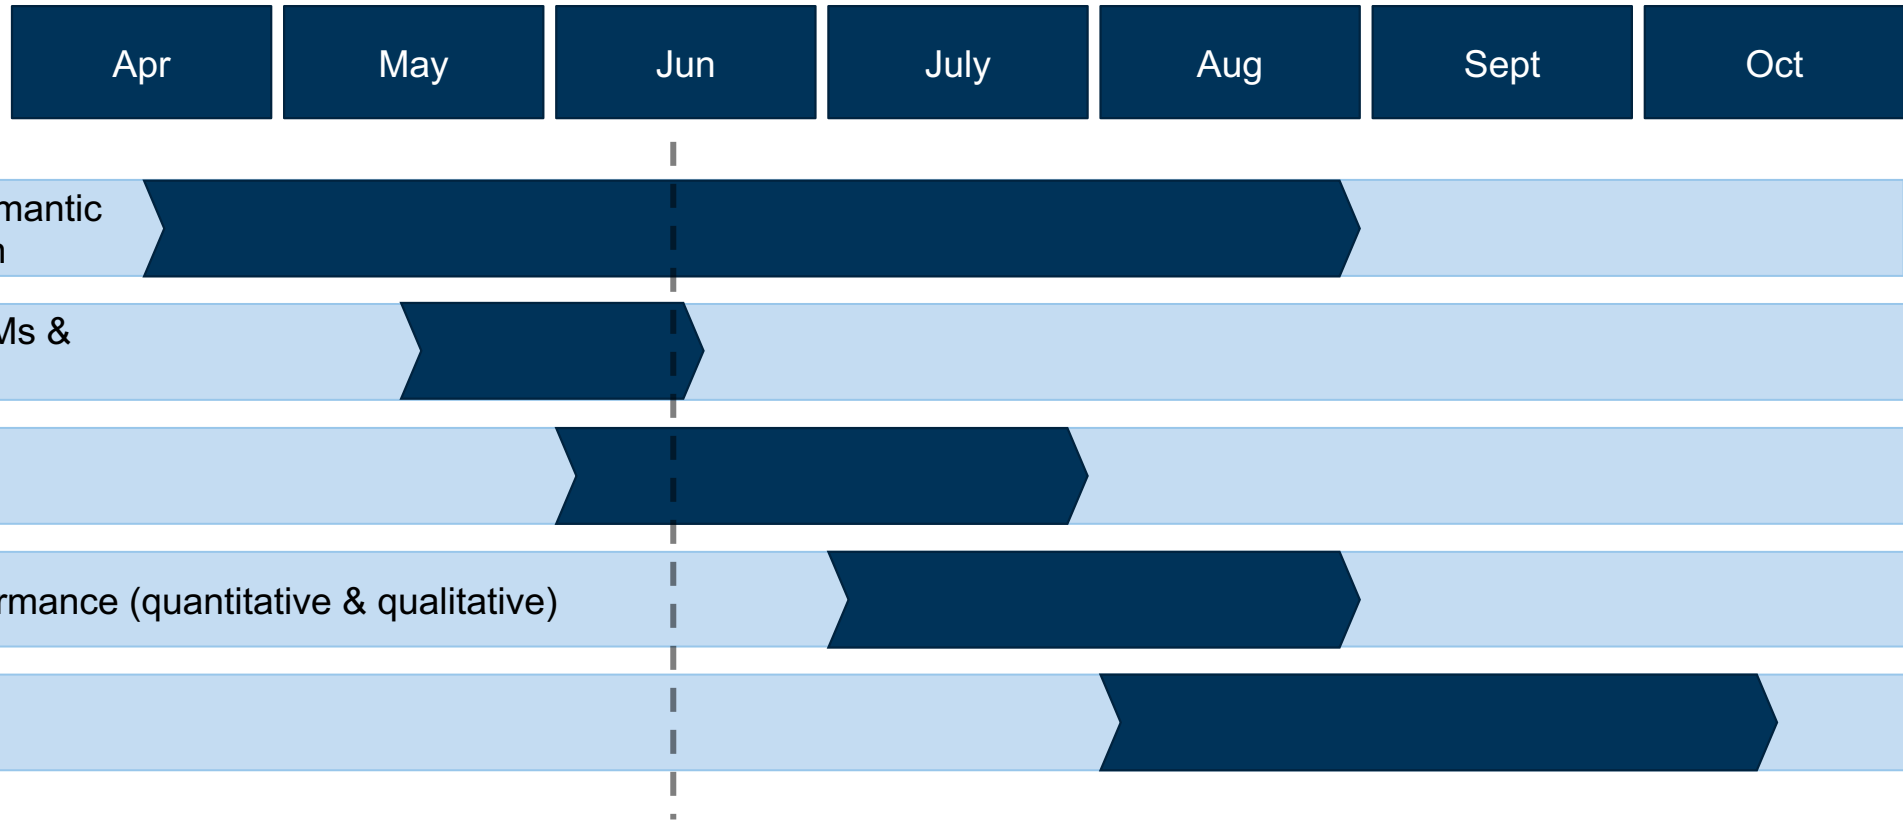 Apr May Jun July Aug Sept Oct
mantic
Ms &
rmance (quantitative & qualitative)